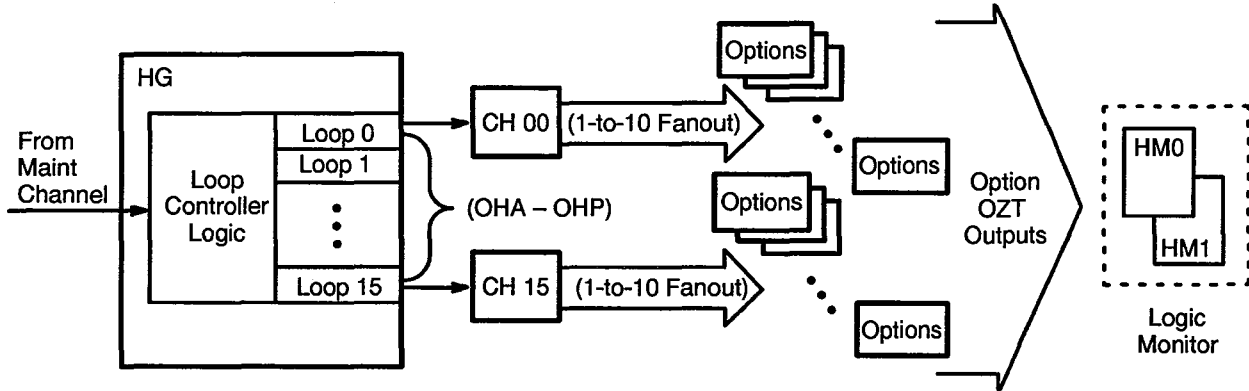 HG
From
Maint
Channel
Loop
Controller
Logic
Loop 0
Loop 1
Loop 15
(OHA – OHP)
CH 00
(1-to-10 Fanout)
CH 15
(1-to-10 Fanout)
Options
Options
Options
Options
Option
OZT
Outputs
HM0
HM1
Logic
Monitor